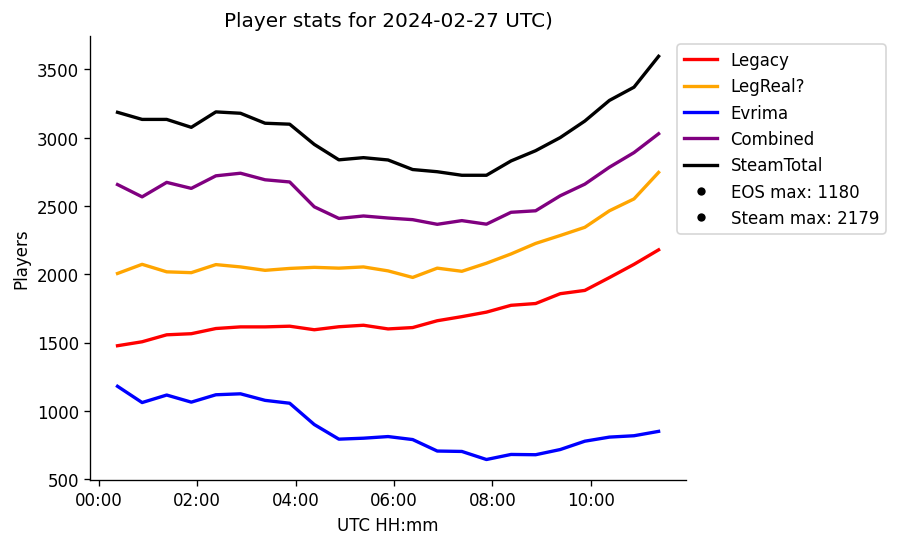 Player stats for 2024-02-27 UTC)
3500
3000
2500
2000
1500
1000
500
Players
00:00 02:00 04:00 06:00 08:00 10:00
UTC HH:mm
Legacy
LegReal?
Evrima
Combined
SteamTotal
EOS max: 1180
Steam max: 2179